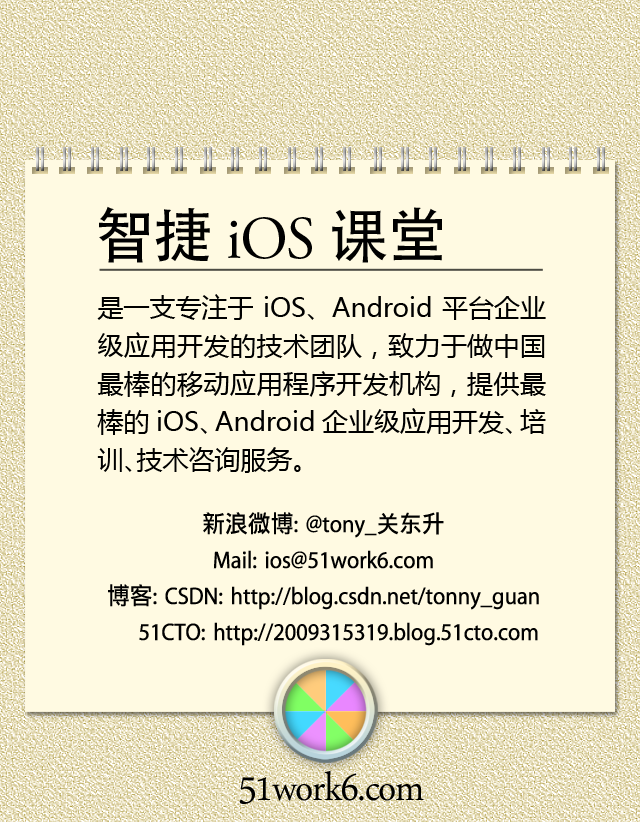 智捷 iOS 课堂
是一支专注于 iOS、Android 平台企业
级应用开发的技术团队，致力于做中国
最棒的移动应用程序开发机构，提供最
棒的 iOS、Android 企业级应用开发、培
训、技术咨询服务。
新浪微博: @tony_关东升
Mail: ios@51work6.com
博客: CSDN: http://blog.csdn.net/tonny_guan
51CTO: http://2009315319.blog.51cto.com
51work6.com